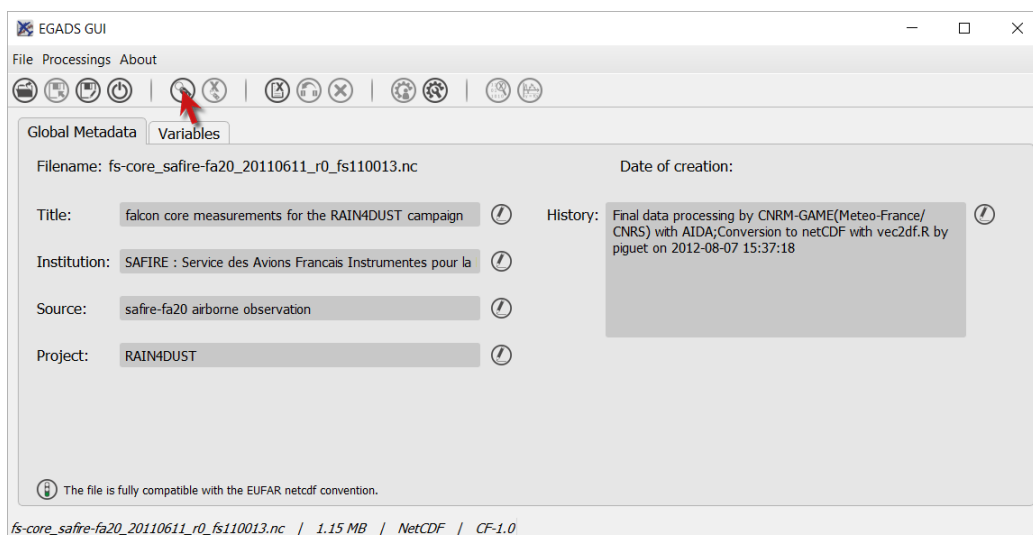 EGADS GUI
File Processings About
Global Metadata Variables
Filename: fs-core_safire-fa20_20110611_r0_fs110013.nc
Date of creation:
Title: falcon core measurements for the RAIN4DUST campaign
Institution: SAFIRE : Service des Avions Francais Instrumentes pour la
Source: safire-fa20 airborne observation
Project: RAIN4DUST
History: Final data processing by CNRM-GAME(Meteo-France/
CNRS) with AIDA;Conversion to netCDF with vec2df.R by
piguet on 2012-08-07 15:37:18
The file is fully compatible with the EUFAR netcdf convention.
fs-core_safire-fa20_20110611_r0_fs110013.nc / 1.15 MB / NetCDF / CF-1.0